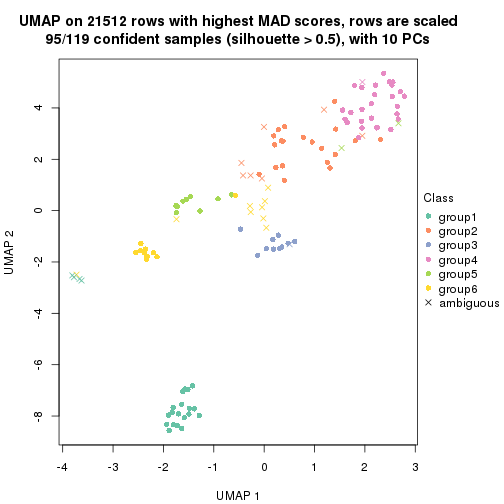 UMAP on 21512 rows with highest MAD scores, rows are scaled
95/119 confident samples (silhouette > 0.5), with 10 PCs
4
2
0
-2
-4
-6
-8
UMAP 2
-4
-3
-2
-1
0
1
2
3
UMAP 1
Class
group1
group2
group3
group4
group5
group6
ambiguous